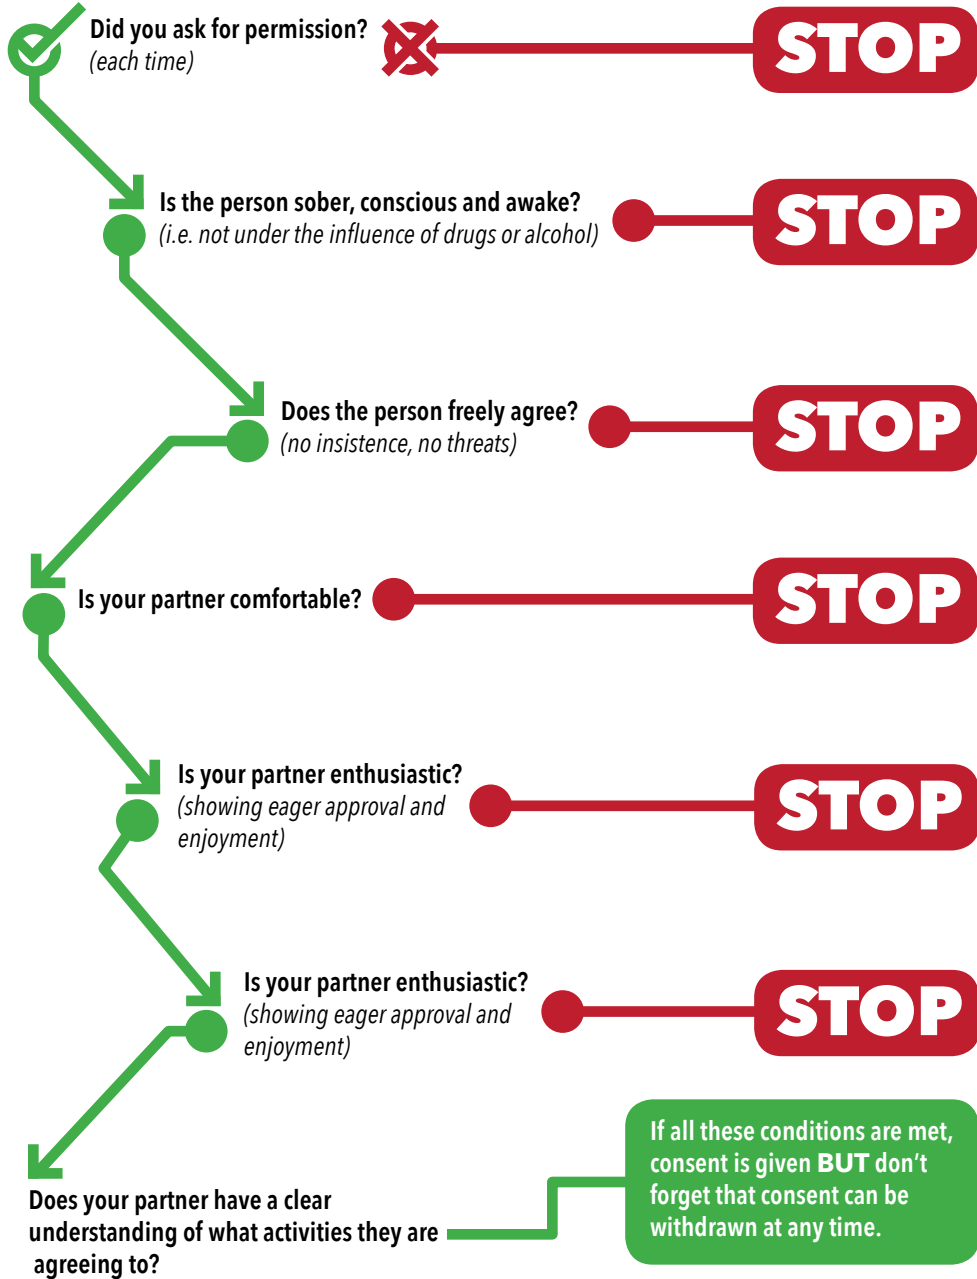 Did you ask for permission?
(each time)
STOP
Is the person sober, conscious and awake?
(i.e. not under the influence of drugs or alcohol)
STOP
Does the person freely agree?
(no insistence, no threats)
STOP
Is your partner comfortable?
STOP
Is your partner enthusiastic?
(showing eager approval and
enjoyment)
STOP
Is your partner enthusiastic?
(showing eager approval and
enjoyment)
STOP
Does your partner have a clear
understanding of what activities they are
agreeing to?
If all these conditions are met,
consent is given BUT don’t
forget that consent can be
withdrawn at any time.